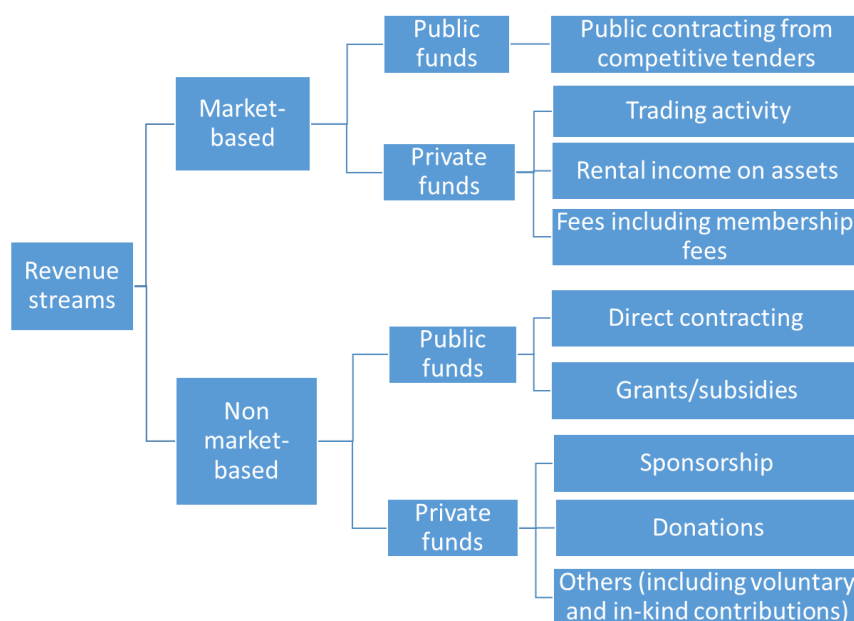 Public
funds
Public contracting from
competitive tenders
Market-
based
Trading activity
Private
funds
Rental income on assets
Fees including membership
fees
Revenue
streams
Direct contracting
Public
funds
Grants/subsidies
Non
market-
based
Sponsorship
Private
funds
Donations
Others (including voluntary
and in-kind contributions)